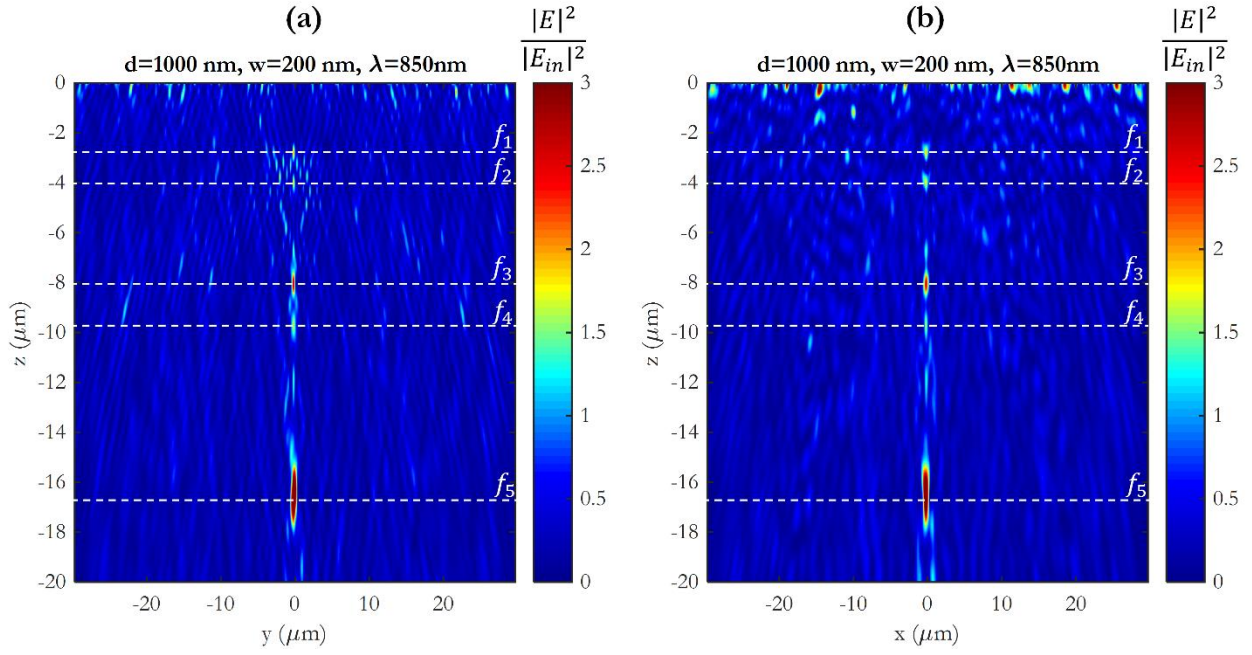 (a)
|E|²
|E_in|²
d=1000 nm, w=200 nm, λ=850nm
0
-2
-4
-6
-8
-10
-12
-14
-16
-18
-20
z (μm)
f₁
f₂
f₃
f₄
f₅
-20
-10
0
10
20
y (μm)
3
2.5
2
1.5
1
0.5
0
(b)
|E|²
|E_in|²
d=1000 nm, w=200 nm, λ=850nm
0
-2
-4
-6
-8
-10
-12
-14
-16
-18
-20
z (μm)
f₁
f₂
f₃
f₄
f₅
-20
-10
0
10
20
x (μm)
3
2.5
2
1.5
1
0.5
0